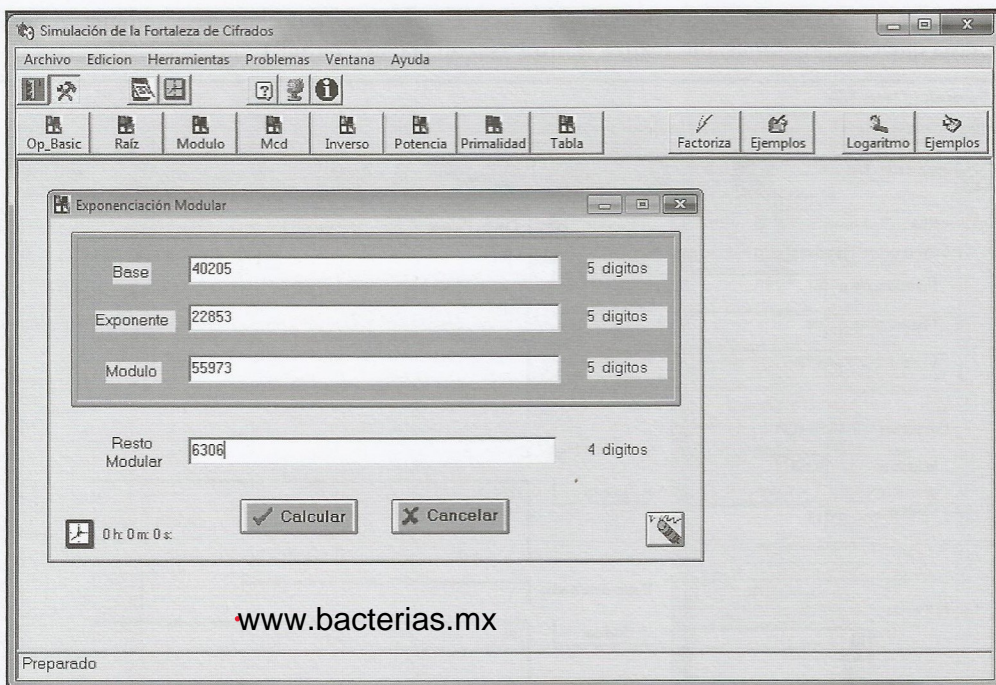 Simulación de la Fortaleza de Cifrados
Archivo Edicion Herramientas Problemas Ventana Ayuda
Op_Basic Raíz Modulo Mcd Inverso Potencia Primalidad Tabla Factoriza Ejemplos Logaritmo Ejemplos
Exponenciación Modular
Base 40205 5 digitos
Exponente 22853 5 digitos
Modulo 55973 5 digitos
Resto
Modular 6306 4 digitos
Calcular Cancelar
0 h: 0 m: 0 s:
www.bacterias.mx
Preparado